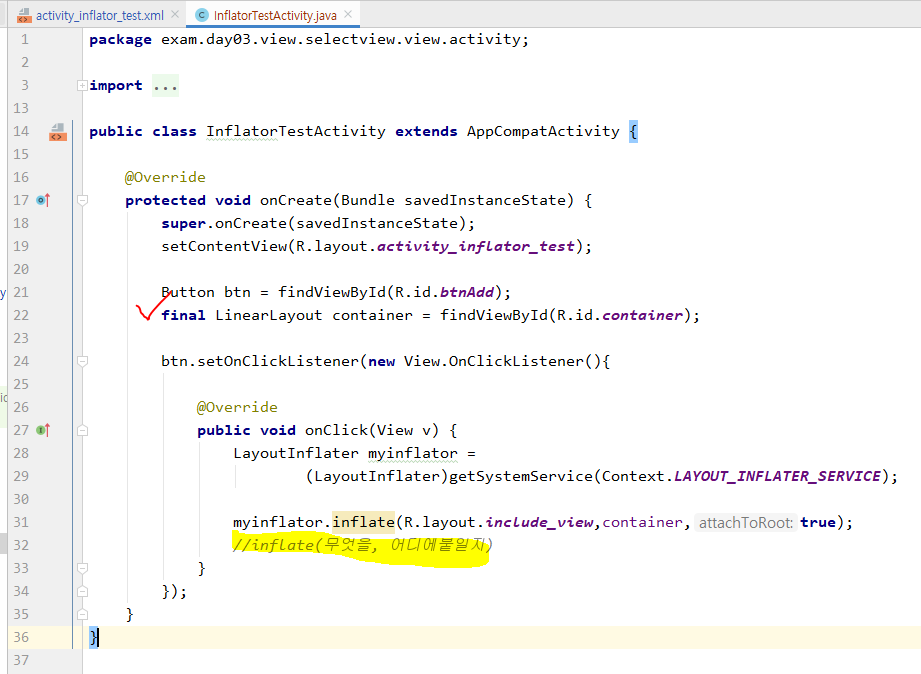 activity_inflator_test.xml InflatorTestActivity.java
1 package exam.day03.view.selectview.view.activity;
2
3 import ...
13
14 public class InflatorTestActivity extends AppCompatActivity {
15
16 @Override
17 protected void onCreate(Bundle savedInstanceState) {
18 super.onCreate(savedInstanceState);
19 setContentView(R.layout.activity_inflator_test);
20
21 Button btn = findViewById(R.id.btnAdd);
22 final LinearLayout container = findViewById(R.id.container);
23
24 btn.setOnClickListener(new View.OnClickListener(){
25
26 @Override
27 public void onClick(View v) {
28 LayoutInflater myinflator =
29 (LayoutInflater)getSystemService(Context.LAYOUT_INFLATER_SERVICE);
30
31 myinflator.inflate(R.layout.include_view,container, attachToRoot: true);
32 //inflate(무엇을, 어디에붙일지)
33 }
34 });
35 }
36 }
37